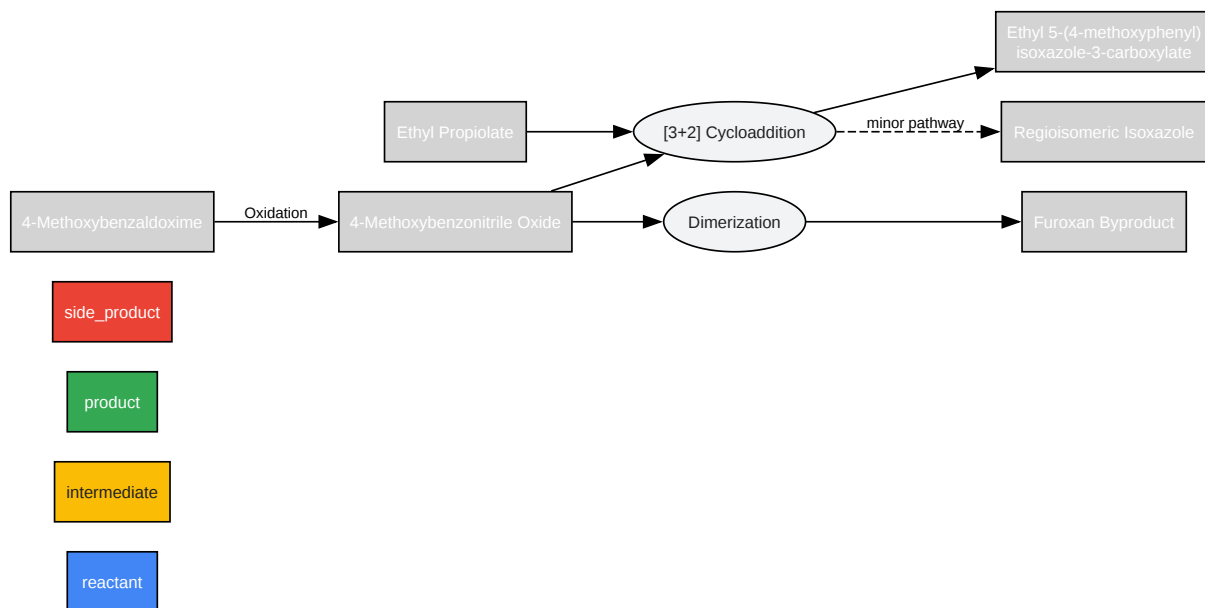 Ethyl 5-(4-methoxyphenyl)
isoxazole-3-carboxylate
Ethyl Propiolate
[3+2] Cycloaddition
minor pathway
Regioisomeric Isoxazole
4-Methoxybenzaldoxime
Oxidation
4-Methoxybenzonitrile Oxide
Dimerization
Furoxan Byproduct
side_product
product
intermediate
reactant